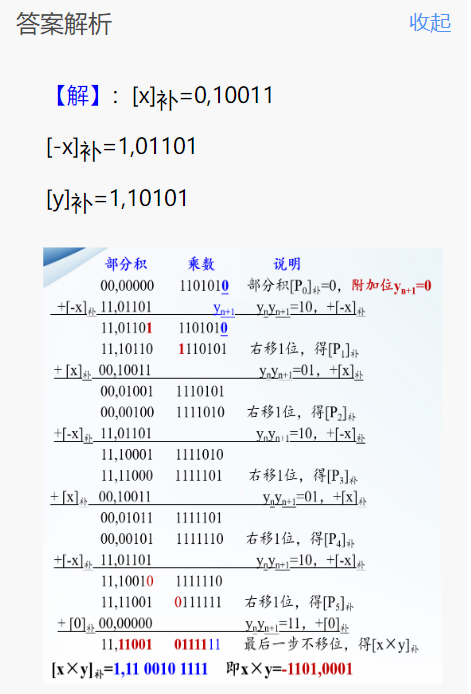 答案解析 收起
【解】：[x]补=0,10011
[-x]补=1,01101
[y]补=1,10101
部分积 乘数 说明
00,00000 1101010 部分积[P0]补=0，附加位yn+1=0
+[-x]补 11,01101 yn+1 ynyn+1=10，+[-x]补
11,01101 1101010
11,10110 1110101 右移1位，得[P1]补
+[x]补 00,10011 ynyn+1=01，+[x]补
00,01001 1110101
00,00100 1111010 右移1位，得[P2]补
+[-x]补 11,01101 ynyn+1=10，+[-x]补
11,10001 1111010
11,11000 1111101 右移1位，得[P3]补
+[x]补 00,10011 ynyn+1=01，+[x]补
00,01011 1111101
00,00101 1111110 右移1位，得[P4]补
+[-x]补 11,01101 ynyn+1=10，+[-x]补
11,10010 1111110
11,11001 0111111 右移1位，得[P5]补
+[0]补 00,00000 ynyn+1=11，+[0]补
11,11001 0111111 最后一步不移位，得[x×y]补
[x×y]补=1,11 0010 1111 即x×y=-1101,0001